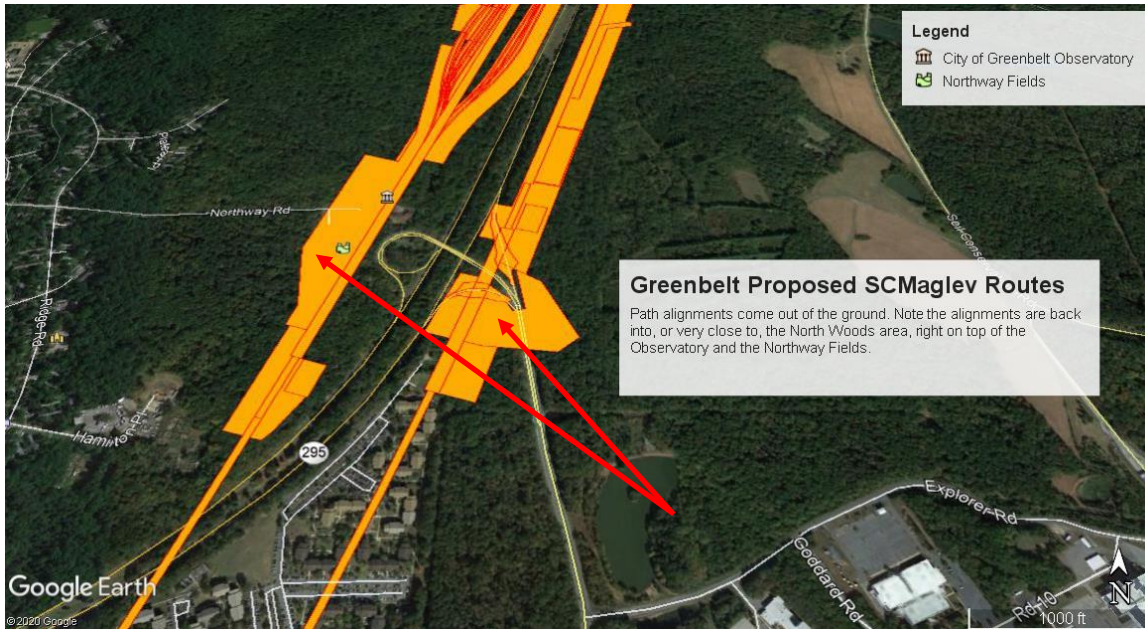 Legend
City of Greenbelt Observatory
Northway Fields
Northway Rd
Ridge-Rd
Hamilton-Pl
295
Greenbelt Proposed SCMaglev Routes
Path alignments come out of the ground. Note the alignments are back
into, or very close to, the North Woods area, right on top of the
Observatory and the Northway Fields.
Explorer-Rd
Goddard-Rd
Rd-10
Google Earth
© 2020 Google
N
1000 ft